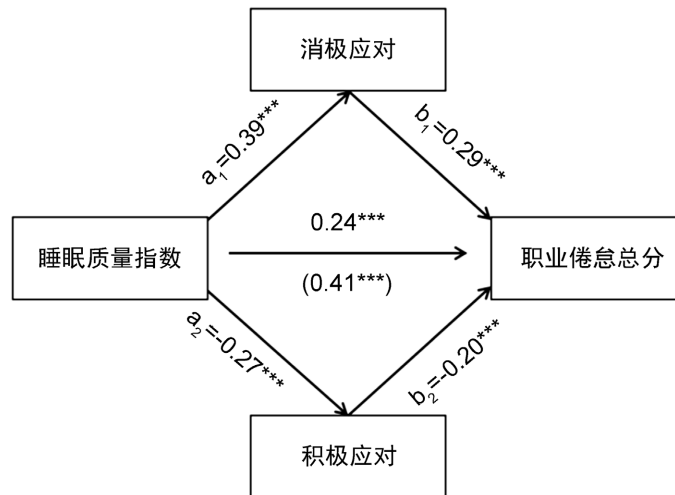 消极应对
a₁=0.39***
b₁=0.29***
0.24***
睡眠质量指数
职业倦怠总分
(0.41***)
a₂=-0.27***
b₂=-0.20***
积极应对